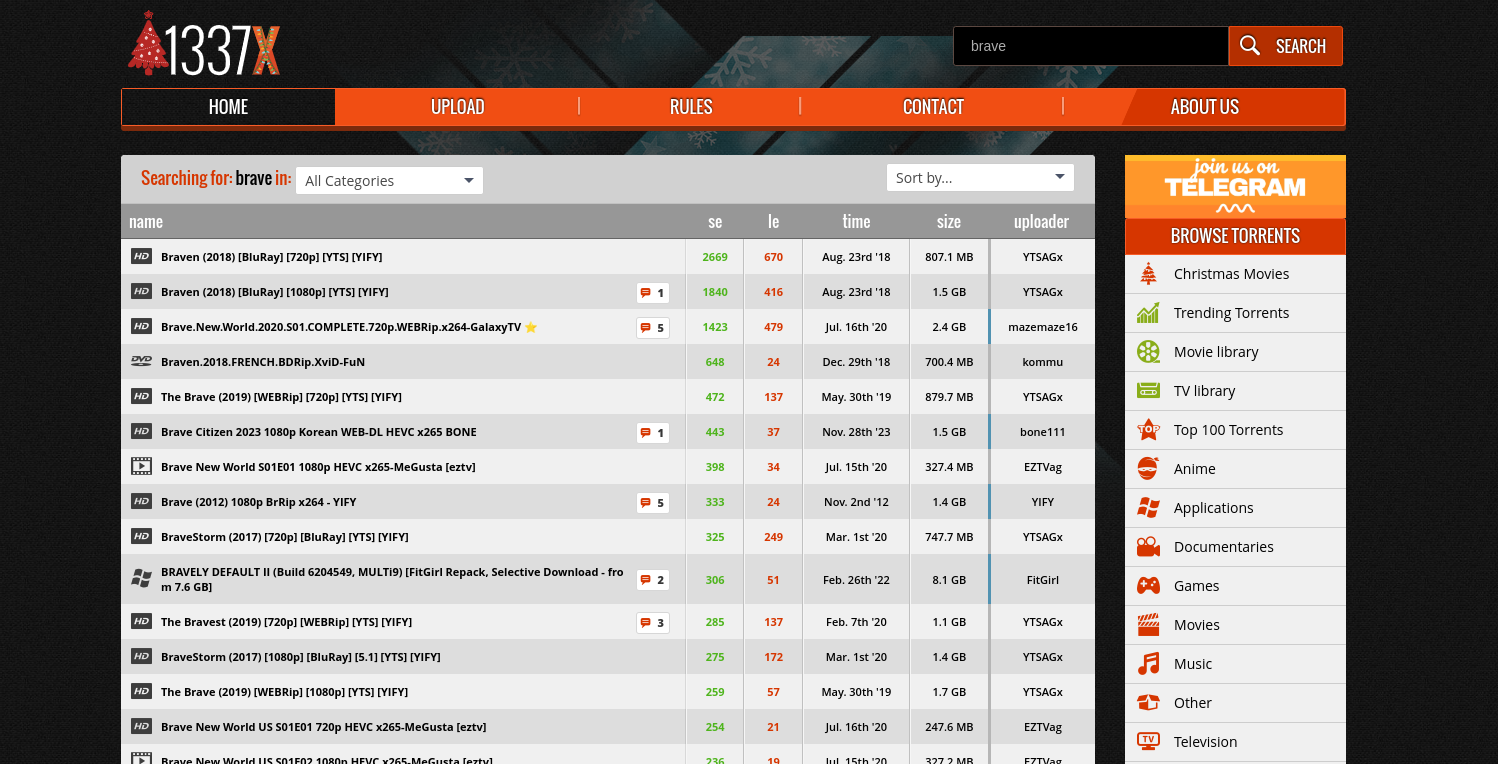 1337X
brave
SEARCH
HOME UPLOAD RULES CONTACT ABOUT US
Searching for: brave in: All Categories Sort by...
name se le time size uploader
HD Braven (2018) [BluRay] [720p] [YTS] [YIFY] 2669 670 Aug. 23rd '18 807.1 MB YTSAGx
HD Braven (2018) [BluRay] [1080p] [YTS] [YIFY] 1 1840 416 Aug. 23rd '18 1.5 GB YTSAGx
HD Brave.New.World.2020.S01.COMPLETE.720p.WEBRip.x264-GalaxyTV ⭐ 5 1423 479 Jul. 16th '20 2.4 GB mazemaze16
DVD Braven.2018.FRENCH.BDRip.XviD-FuN 648 24 Dec. 29th '18 700.4 MB kommu
HD The Brave (2019) [WEBRip] [720p] [YTS] [YIFY] 472 137 May. 30th '19 879.7 MB YTSAGx
HD Brave Citizen 2023 1080p Korean WEB-DL HEVC x265 BONE 1 443 37 Nov. 28th '23 1.5 GB bone111
Brave New World S01E01 1080p HEVC x265-MeGusta [eztv] 398 34 Jul. 15th '20 327.4 MB EZTVag
HD Brave (2012) 1080p BrRip x264 - YIFY 5 333 24 Nov. 2nd '12 1.4 GB YIFY
HD BraveStorm (2017) [720p] [BluRay] [YTS] [YIFY] 325 249 Mar. 1st '20 747.7 MB YTSAGx
BRAVELY DEFAULT II (Build 6204549, MULTi9) [FitGirl Repack, Selective Download - fro
m 7.6 GB] 2 306 51 Feb. 26th '22 8.1 GB FitGirl
HD The Bravest (2019) [720p] [WEBRip] [YTS] [YIFY] 3 285 137 Feb. 7th '20 1.1 GB YTSAGx
HD BraveStorm (2017) [1080p] [BluRay] [5.1] [YTS] [YIFY] 275 172 Mar. 1st '20 1.4 GB YTSAGx
HD The Brave (2019) [WEBRip] [1080p] [YTS] [YIFY] 259 57 May. 30th '19 1.7 GB YTSAGx
HD Brave New World US S01E01 720p HEVC x265-MeGusta [eztv] 254 21 Jul. 16th '20 247.6 MB EZTVag
Brave New World US S01E02 1080p HEVC x265-MeGusta [eztv] 236 19 Jul. 15th '20 327.2 MB EZTVag
join us on
TELEGRAM
BROWSE TORRENTS
Christmas Movies
Trending Torrents
Movie library
TV library
TOP Top 100 Torrents
Anime
Applications
Documentaries
Games
Movies
Music
Other
TV Television